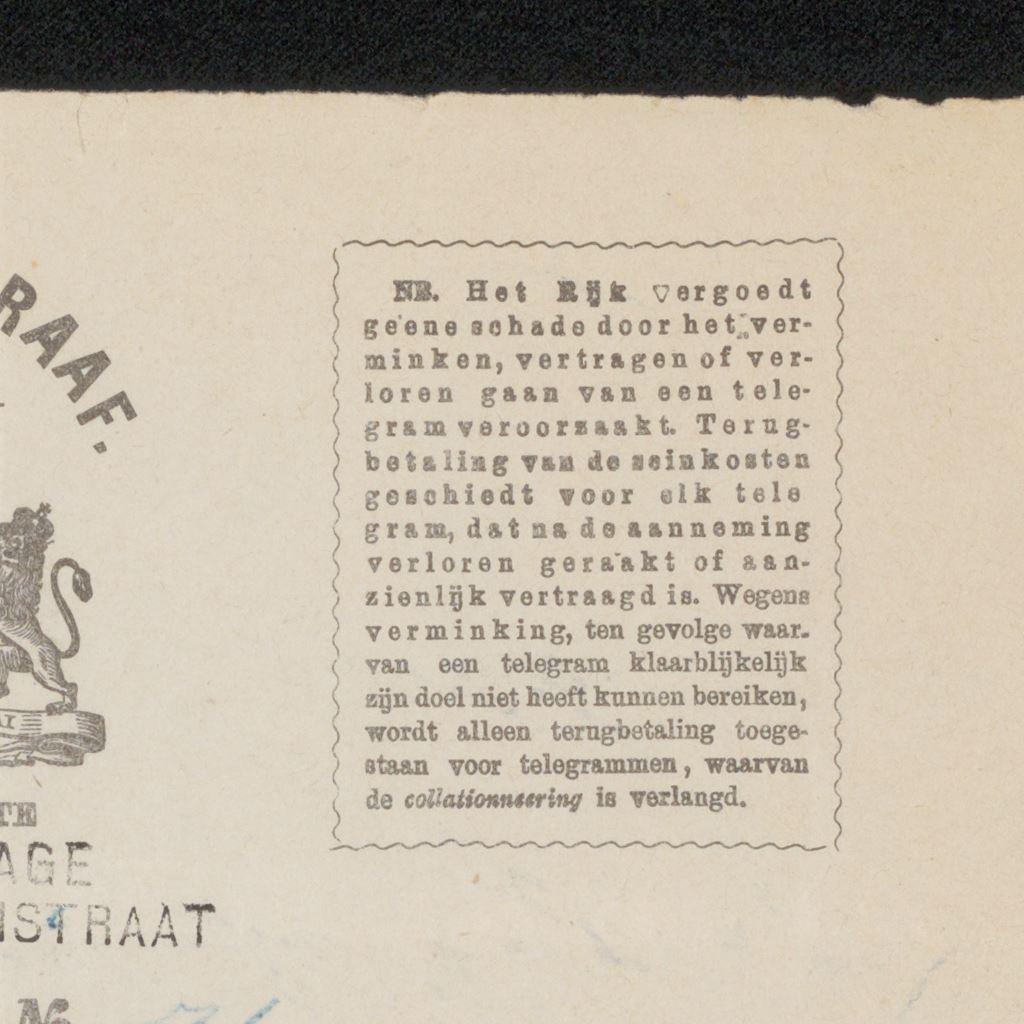 RAAF.
NB. Het Rijk vergoedt
geene schade door het ver-
minken, vertragen of ver-
loren gaan van een tele-
gram veroorzaakt. Terug-
betaling van de seinkosten
geschiedt voor elk tele
gram, dat na de aanneming
verloren geraakt of aan-
zienlijk vertraagd is. Wegens
verminking, ten gevolge waar-
van een telegram klaarblijkelijk
zijn doel niet heeft kunnen bereiken,
wordt alleen terugbetaling toege-
staan voor telegrammen, waarvan
de collationneering is verlangd.
TE
AGE
STRAAT
№